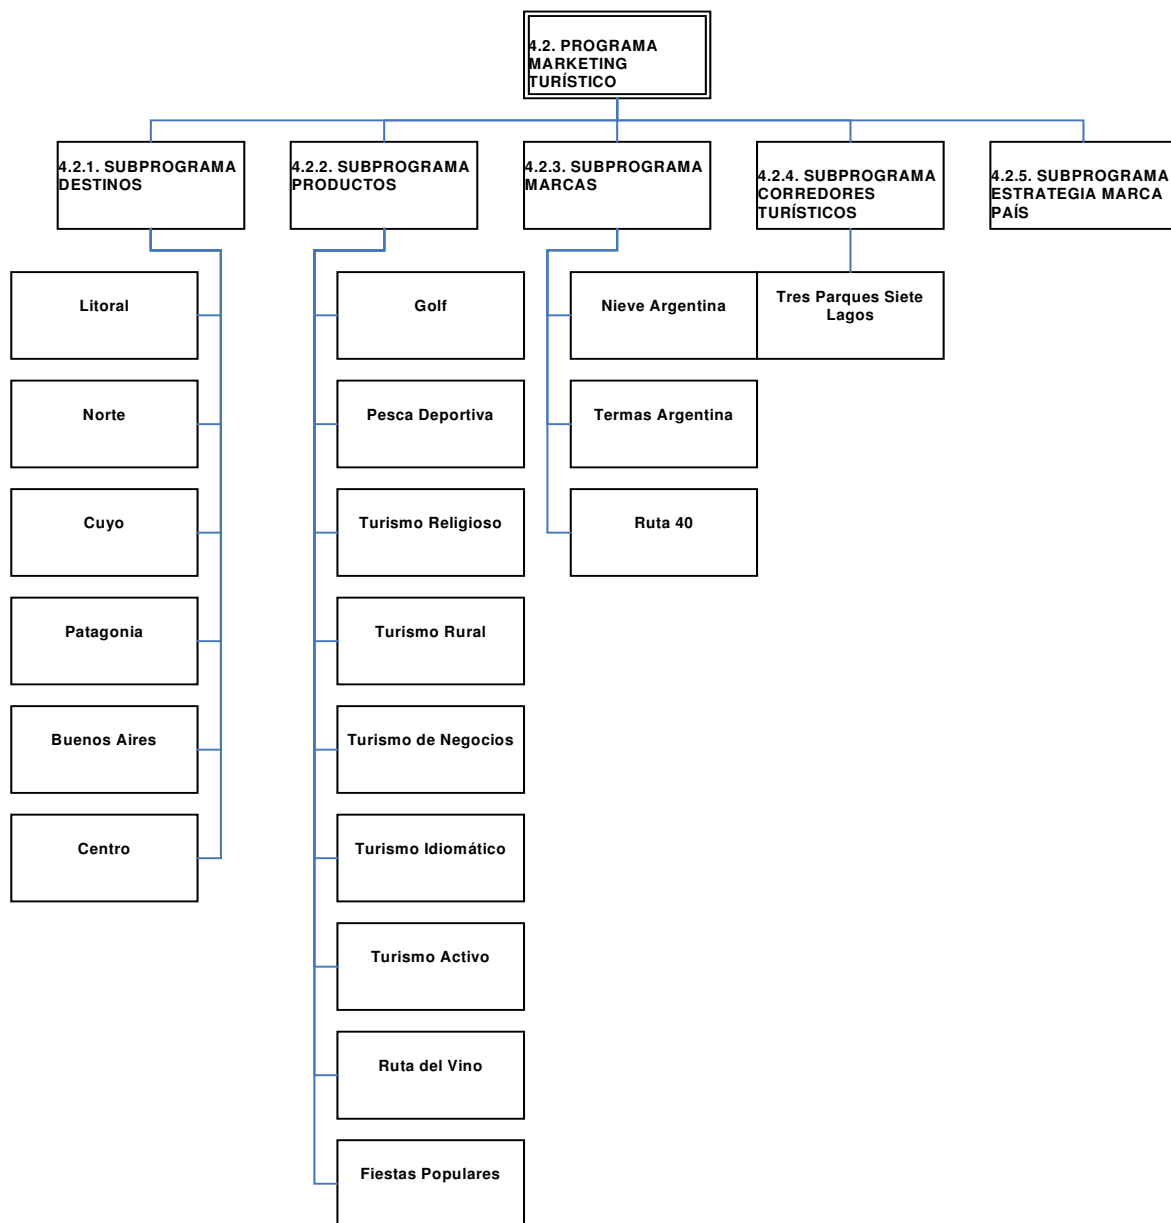 4.2. PROGRAMA
MARKETING
TURÍSTICO
4.2.1. SUBPROGRAMA
DESTINOS
4.2.2. SUBPROGRAMA
PRODUCTOS
4.2.3. SUBPROGRAMA
MARCAS
4.2.4. SUBPROGRAMA
CORREDORES
TURÍSTICOS
4.2.5. SUBPROGRAMA
ESTRATEGIA MARCA
PAÍS
Litoral
Norte
Cuyo
Patagonia
Buenos Aires
Centro
Golf
Pesca Deportiva
Turismo Religioso
Turismo Rural
Turismo de Negocios
Turismo Idiomático
Turismo Activo
Ruta del Vino
Fiestas Populares
Nieve Argentina
Termas Argentina
Ruta 40
Tres Parques Siete
Lagos